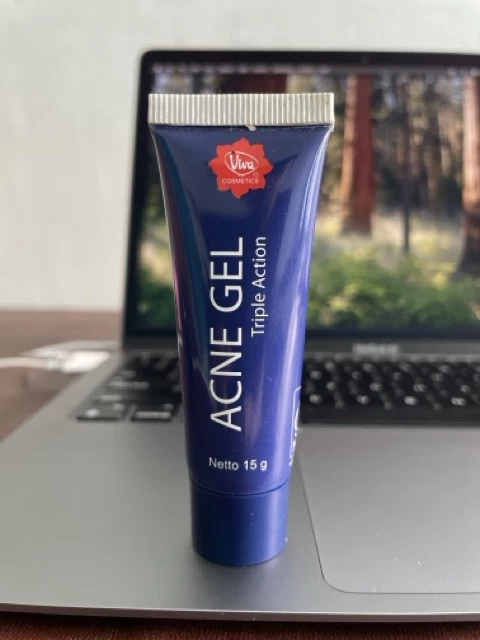 Viva
COSMETICS
ACNE GEL
Triple Action
Netto 15 g